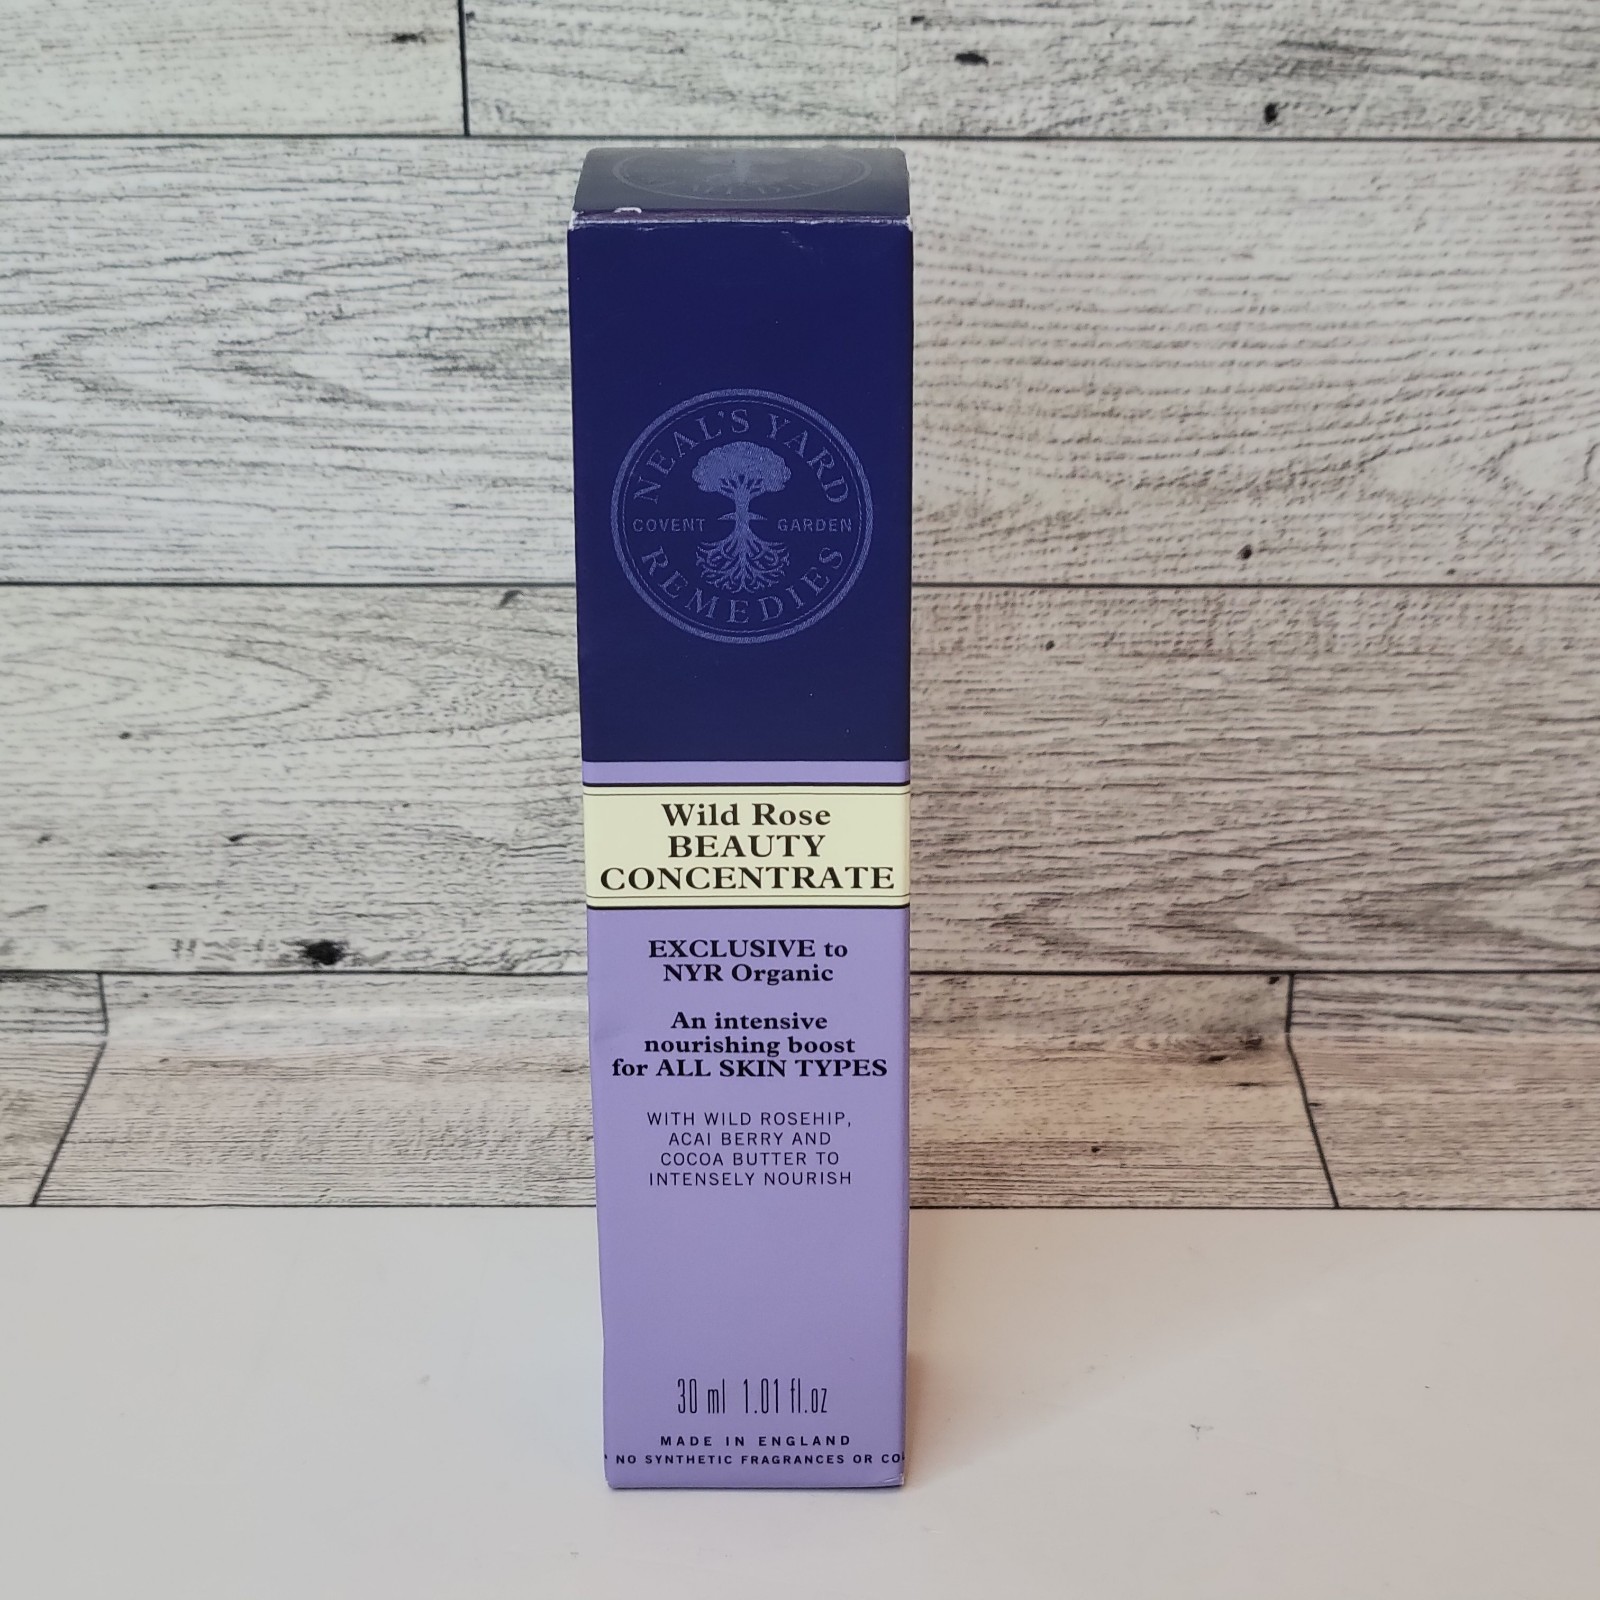 NEAL'S YARD
COVENT GARDEN
REMEDIES
Wild Rose
BEAUTY
CONCENTRATE
EXCLUSIVE to
NYR Organic
An intensive
nourishing boost
for ALL SKIN TYPES
WITH WILD ROSEHIP,
ACAI BERRY AND
COCOA BUTTER TO
INTENSELY NOURISH
30 ml 1.01 fl.oz
MADE IN ENGLAND
NO SYNTHETIC FRAGRANCES OR CO